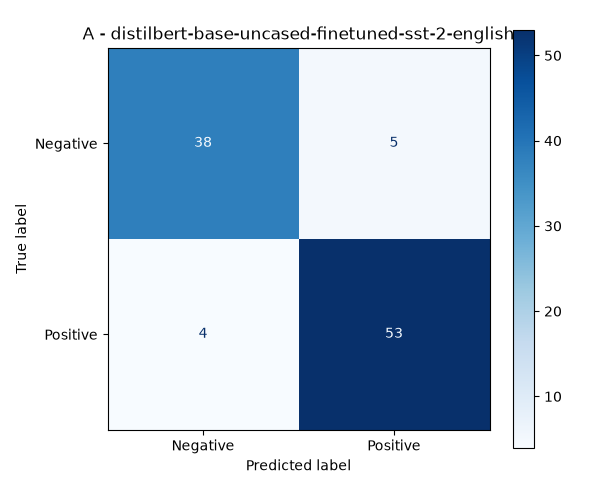 A - distilbert-base-uncased-finetuned-sst-2-english
50
Negative
38
5
40
True label
30
20
Positive
4
53
10
Negative
Positive
Predicted label